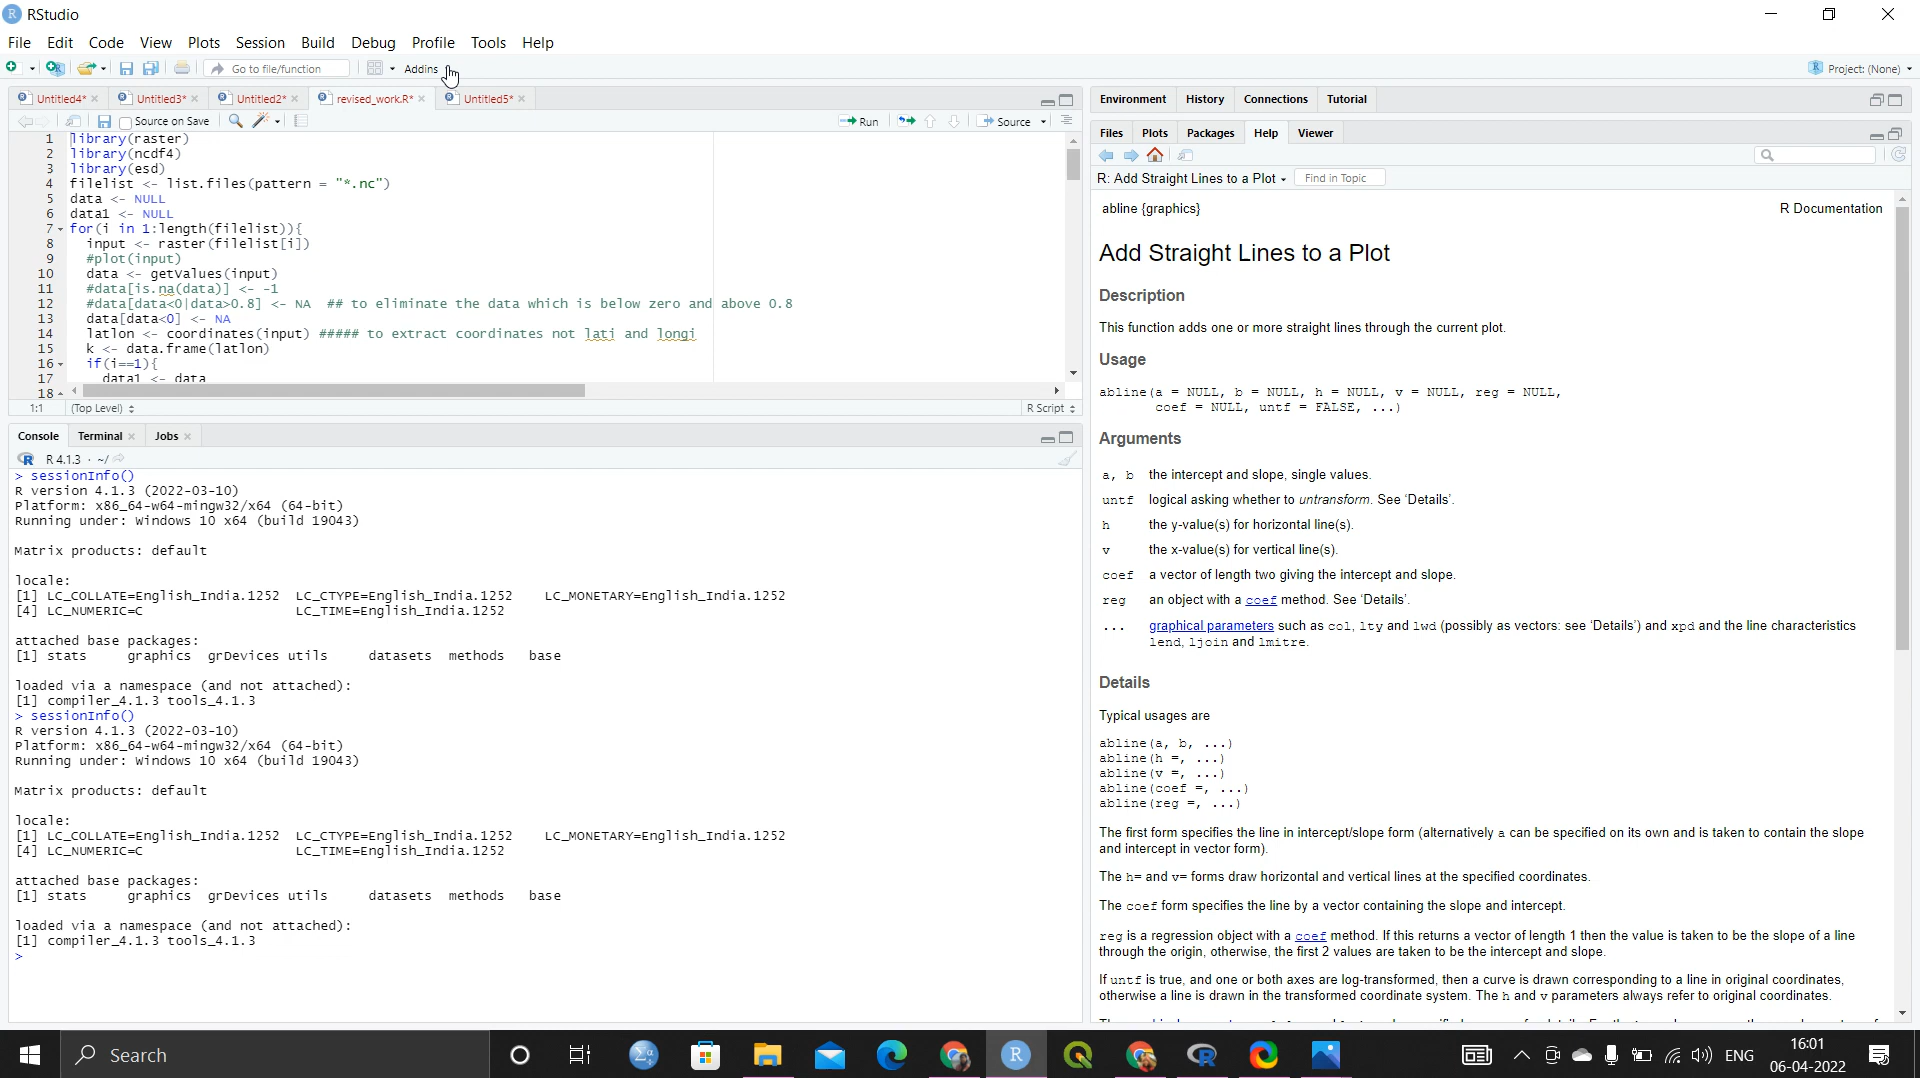 RStudio
File Edit Code View Plots Session Build Debug Profile Tools Help
Go to file/function Addins Project: (None)
Untitled4* Untitled3* Untitled2* revised_work.R* Untitled5*
Source on Save Run Source
1 library(raster)
2 library(ncdf4)
3 library(esd)
4 filelist <- list.files(pattern = "*.nc")
5 data <- NULL
6 data1 <- NULL
7 for(i in 1:length(filelist)){
8 input <- raster(filelist[i])
9 #plot(input)
10 data <- getValues(input)
11 #data[is.na(data)] <- -1
12 #data[data<0|data>0.8] <- NA ## to eliminate the data which is below zero and above 0.8
13 data[data<0] <- NA
14 latlon <- coordinates(input) ##### to extract coordinates not lati and longi
15 k <- data.frame(latlon)
16 if(i==1){
17 data1 <- data
18
1:1 (Top Level) R Script
Console Terminal Jobs
R 4.1.3 · ~/
> sessionInfo()
R version 4.1.3 (2022-03-10)
Platform: x86_64-w64-mingw32/x64 (64-bit)
Running under: Windows 10 x64 (build 19043)
Matrix products: default
locale:
[1] LC_COLLATE=English_India.1252 LC_CTYPE=English_India.1252 LC_MONETARY=English_India.1252
[4] LC_NUMERIC=C LC_TIME=English_India.1252
attached base packages:
[1] stats graphics grDevices utils datasets methods base
loaded via a namespace (and not attached):
[1] compiler_4.1.3 tools_4.1.3
> sessionInfo()
R version 4.1.3 (2022-03-10)
Platform: x86_64-w64-mingw32/x64 (64-bit)
Running under: Windows 10 x64 (build 19043)
Matrix products: default
locale:
[1] LC_COLLATE=English_India.1252 LC_CTYPE=English_India.1252 LC_MONETARY=English_India.1252
[4] LC_NUMERIC=C LC_TIME=English_India.1252
attached base packages:
[1] stats graphics grDevices utils datasets methods base
loaded via a namespace (and not attached):
[1] compiler_4.1.3 tools_4.1.3
>
Environment History Connections Tutorial
Files Plots Packages Help Viewer
R: Add Straight Lines to a Plot Find in Topic
abline {graphics} R Documentation
Add Straight Lines to a Plot
Description
This function adds one or more straight lines through the current plot.
Usage
abline(a = NULL, b = NULL, h = NULL, v = NULL, reg = NULL,
coef = NULL, untf = FALSE, ...)
Arguments
a, b the intercept and slope, single values.
untf logical asking whether to untransform. See ‘Details’.
h the y-value(s) for horizontal line(s).
v the x-value(s) for vertical line(s).
coef a vector of length two giving the intercept and slope.
reg an object with a coef method. See ‘Details’.
... graphical parameters such as col, lty and lwd (possibly as vectors: see ‘Details’) and xpd and the line characteristics
lend, ljoin and lmitre.
Details
Typical usages are
abline(a, b, ...)
abline(h =, ...)
abline(v =, ...)
abline(coef =, ...)
abline(reg =, ...)
The first form specifies the line in intercept/slope form (alternatively a can be specified on its own and is taken to contain the slope
and intercept in vector form).
The h= and v= forms draw horizontal and vertical lines at the specified coordinates.
The coef form specifies the line by a vector containing the slope and intercept.
reg is a regression object with a coef method. If this returns a vector of length 1 then the value is taken to be the slope of a line
through the origin, otherwise, the first 2 values are taken to be the intercept and slope.
If untf is true, and one or both axes are log-transformed, then a curve is drawn corresponding to a line in original coordinates,
otherwise a line is drawn in the transformed coordinate system. The h and v parameters always refer to original coordinates.
Search ENG 16:01
06-04-2022